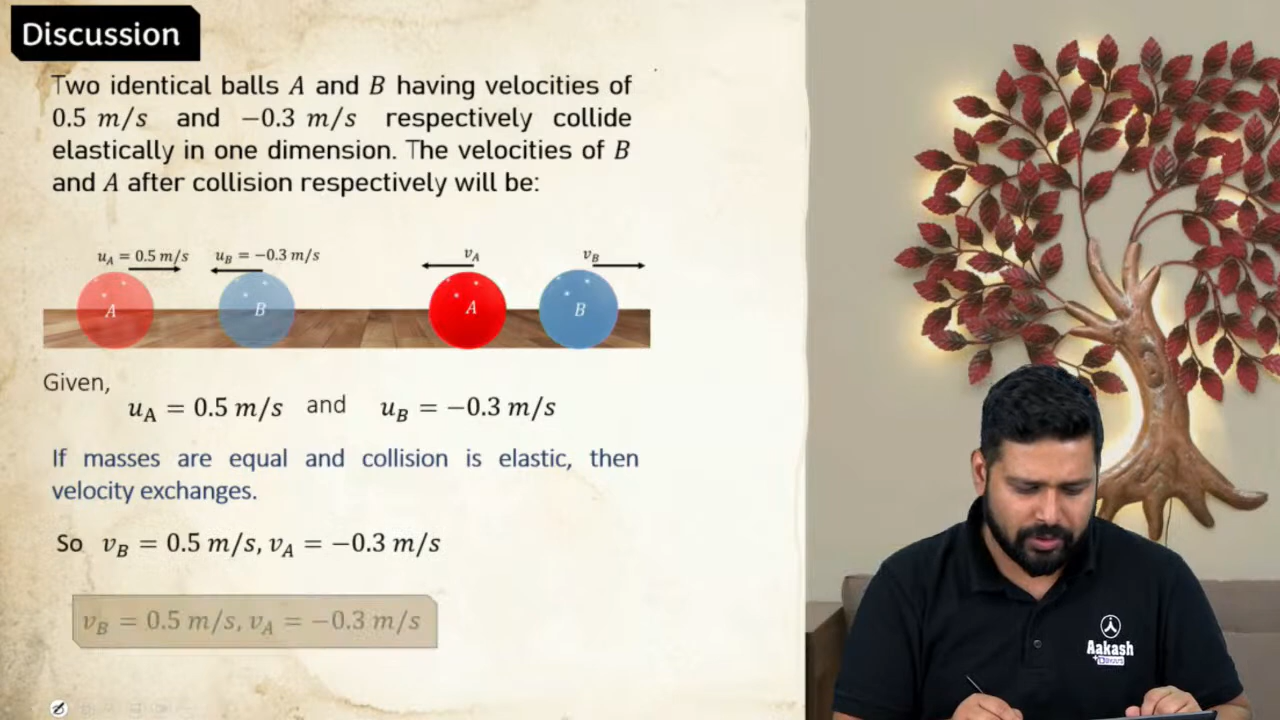 Discussion
Two identical balls A and B having velocities of
0.5 m/s and −0.3 m/s respectively collide
elastically in one dimension. The velocities of B
and A after collision respectively will be:
u_A = 0.5 m/s u_B = −0.3 m/s v_A v_B
A B A B
Given,
u_A = 0.5 m/s and u_B = −0.3 m/s
If masses are equal and collision is elastic, then
velocity exchanges.
So v_B = 0.5 m/s, v_A = −0.3 m/s
v_B = 0.5 m/s, v_A = −0.3 m/s
Aakash
BYJU'S